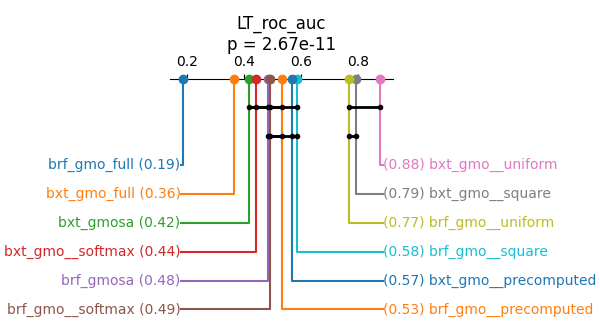 LT_roc_auc
p = 2.67e-11
0.2 0.4 0.6 0.8
brf_gmo_full (0.19)
(0.88) bxt_gmo__uniform
bxt_gmo_full (0.36)
(0.79) bxt_gmo__square
bxt_gmosa (0.42)
(0.77) brf_gmo__uniform
bxt_gmo__softmax (0.44)
(0.58) brf_gmo__square
brf_gmosa (0.48)
(0.57) bxt_gmo__precomputed
brf_gmo__softmax (0.49)
(0.53) brf_gmo__precomputed